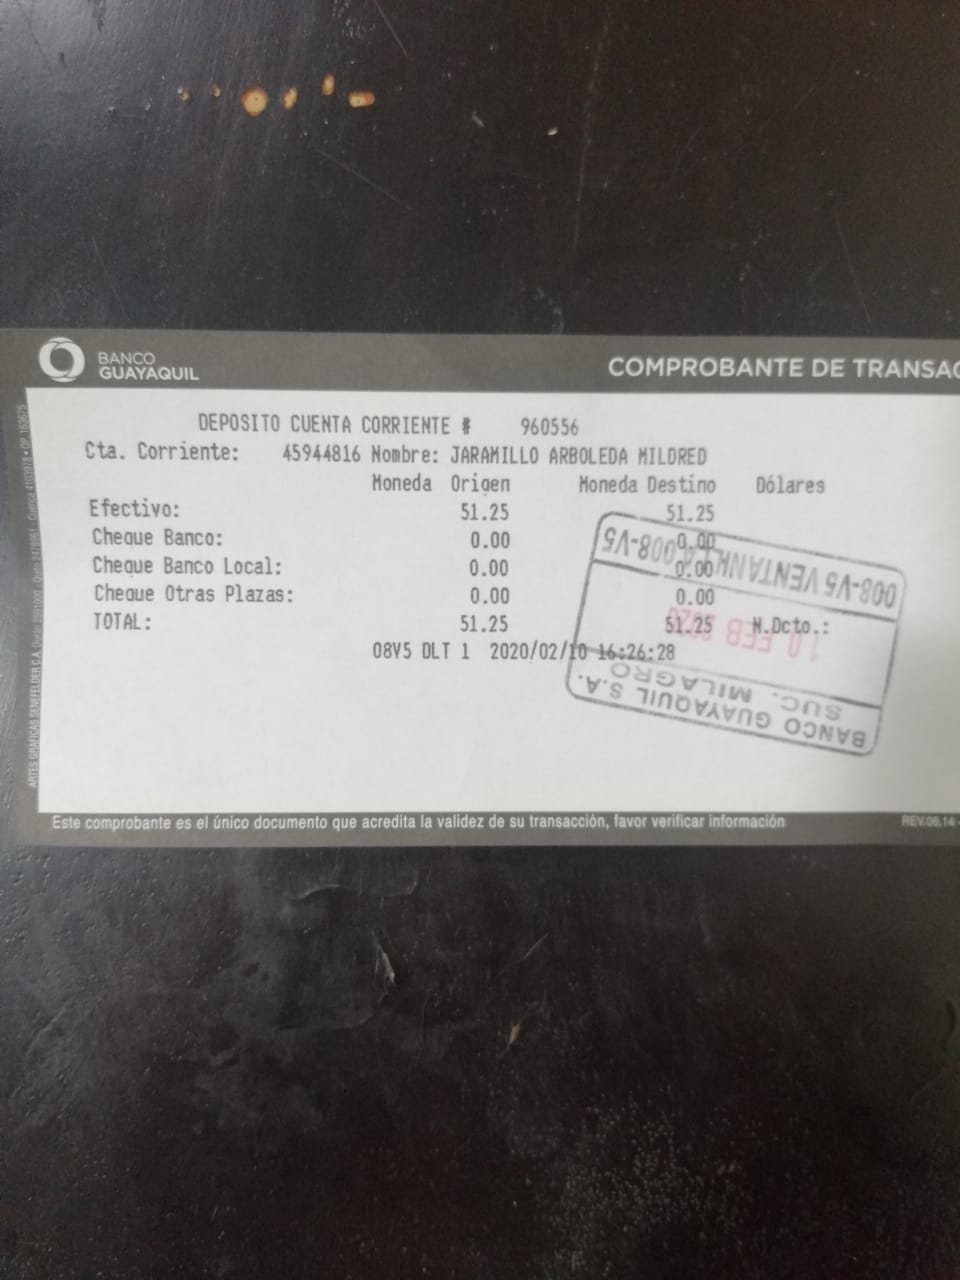 BANCO
GUAYAQUIL
COMPROBANTE DE TRANSAC
DEPOSITO CUENTA CORRIENTE # 960556
Cta. Corriente: 45944816 Nombre: JARAMILLO ARBOLEDA MILDRED
Moneda Origen Moneda Destino Dólares
Efectivo: 51.25 51.25
Cheque Banco: 0.00 0.00
Cheque Banco Local: 0.00 0.00
Cheque Otras Plazas: 0.00 0.00
TOTAL: 51.25 51.25 N.Dcto.:
08V5 DLT 1 2020/02/10 16:26:28
BANCO GUAYAQUIL S.A.
SUC. MILAGRO
10 FEB 2020
008-V5 008-V5
Este comprobante es el único documento que acredita la validez de su transacción, favor verificar información
REV.06.14
ARTES GRAFICAS SENEFELDER C.A.